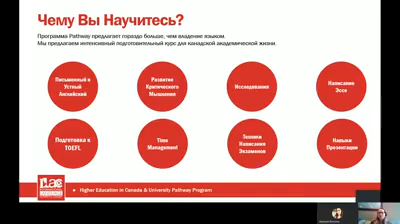 Чему Вы Научитесь?
Программа Pathway предлагает гораздо больше, чем владение языком.
Мы предлагаем интенсивный подготовительный курс для канадской академической жизни.
Письменный и
Устный
Английский
Развитие
Критического
Мышления
Исследования
Написание
Эссе
Подготовка к
TOEFL
Time
Management
Техники
Написания
Экзаменов
Навыки
Презентации
ilac
Higher Education in Canada & University Pathway Program